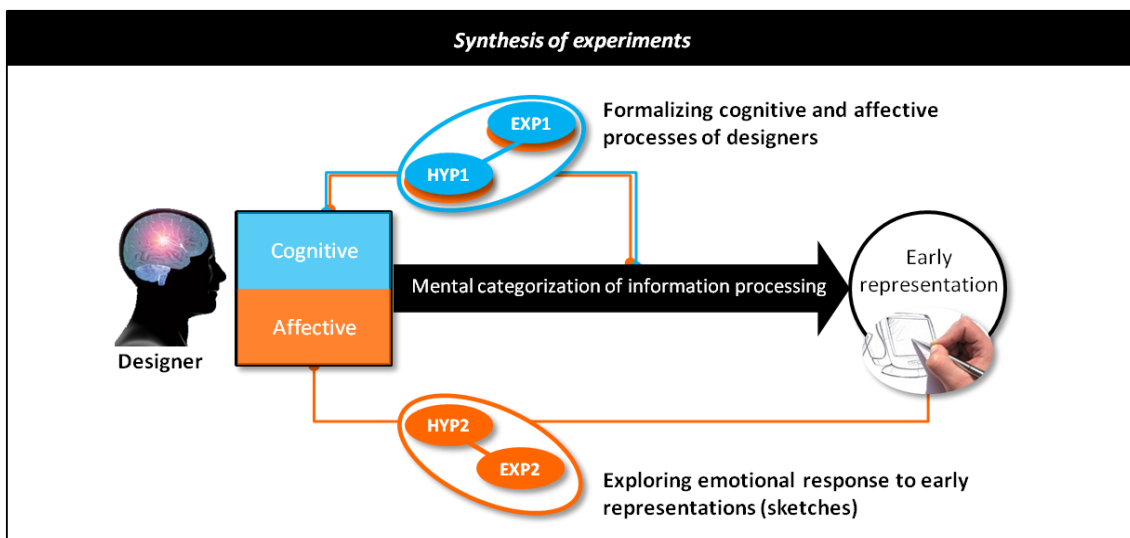 Synthesis of experiments
EXP1
HYP1
Formalizing cognitive and affective
processes of designers
Cognitive
Affective
Designer
Mental categorization of information processing
Early
representation
HYP2
EXP2
Exploring emotional response to early
representations (sketches)